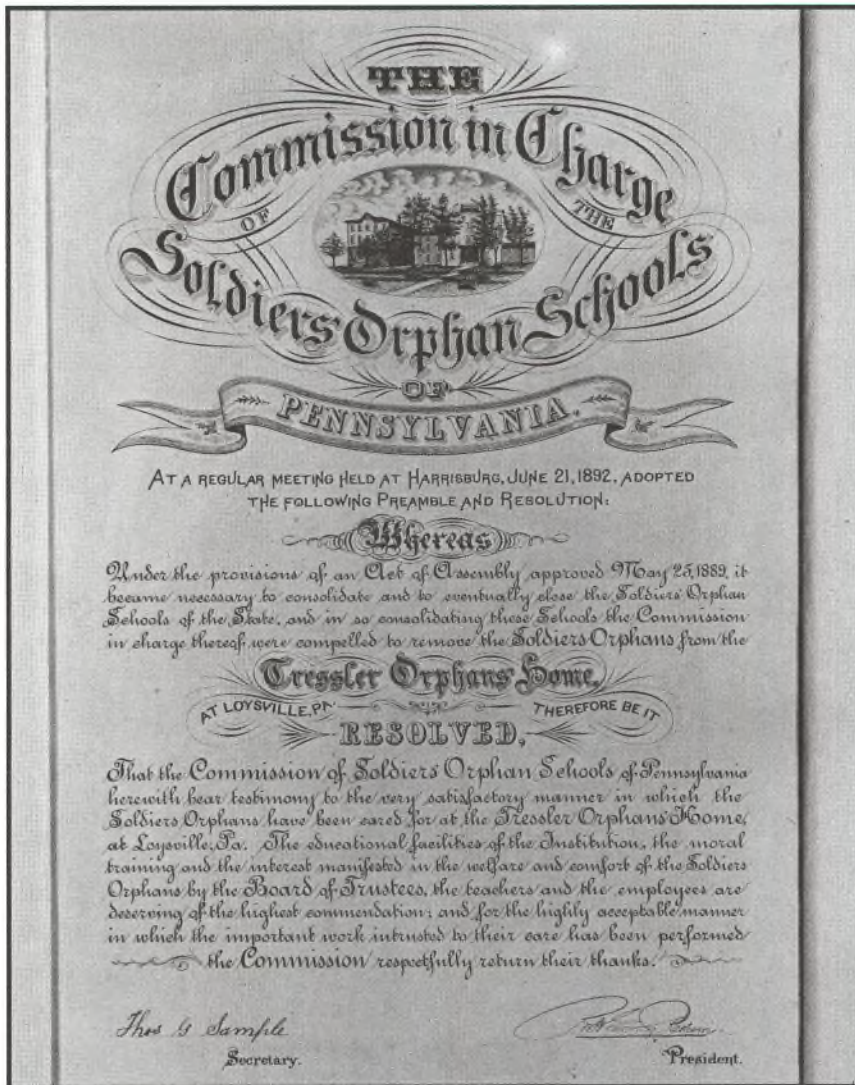 THE
Commission in Charge
OF THE
Soldiers Orphan Schools
OF
PENNSYLVANIA.
AT A REGULAR MEETING HELD AT HARRISBURG, JUNE 21, 1892, ADOPTED
THE FOLLOWING PREAMBLE AND RESOLUTION:
Whereas
Under the provisions of an Act of Assembly approved May 25, 1889, it
became necessary to consolidate and to eventually close the Soldiers' Orphan
Schools of the State, and in so consolidating these Schools the Commission
in charge thereof were compelled to remove the Soldiers Orphans from the
Tressler Orphans' Home,
AT LOYSVILLE, PA. THEREFORE BE IT
RESOLVED,
That the Commission of Soldiers' Orphan Schools of Pennsylvania
herewith bear testimony to the very satisfactory manner in which the
Soldiers Orphans have been cared for at the Tressler Orphans' Home,
at Loysville, Pa. The educational facilities of the Institution, the moral
training and the interest manifested in the welfare and comfort of the Soldiers
Orphans by the Board of Trustees, the teachers and the employees are
deserving of the highest commendation; and for the highly acceptable manner
in which the important work intrusted to their care has been performed
the Commission respectfully return their thanks.
Thos G Sample
Secretary. President.